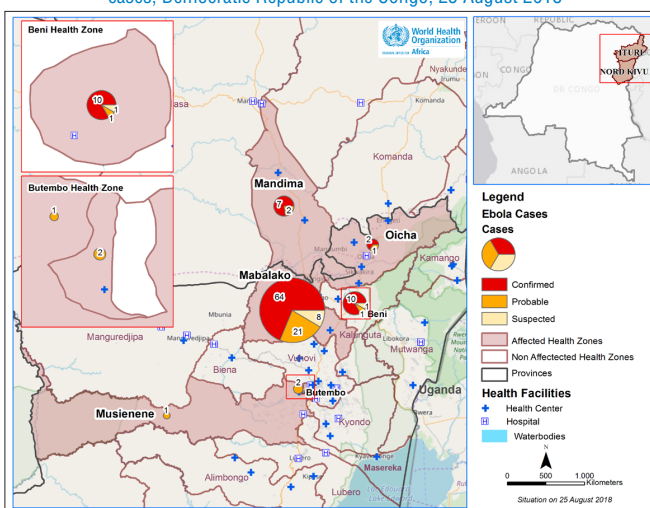 cases, Democratic Republic of the Congo, 25 August 2018
Beni Health Zone
10
1
1
Butembo Health Zone
1
2
World Health
Organization
Africa
Nyakunde
Irumu
Komanda
Komanda
Mandima
7
2
Oicha
2
1
Kamango
Mabalako
64
8
21
10
1
1
Beni
Mbunia
Manguredjipa
Biena
Vuhovi
Kalunguta
Libokora
Mutwanga
Uganda
2
Butembo
Musienene
1
Kyondo
Masereka
Alimbongo
Lubero
ITURI
NORD KIVU
CONGO
DR CONGO
ANGOLA
Legend
Ebola Cases
Cases
Confirmed
Probable
Suspected
Affected Health Zones
Non Affectected Health Zones
Provinces
Health Facilities
Health Center
Hospital
Waterbodies
N
0 500 1.000
Kilometers
Situation on 25 August 2018